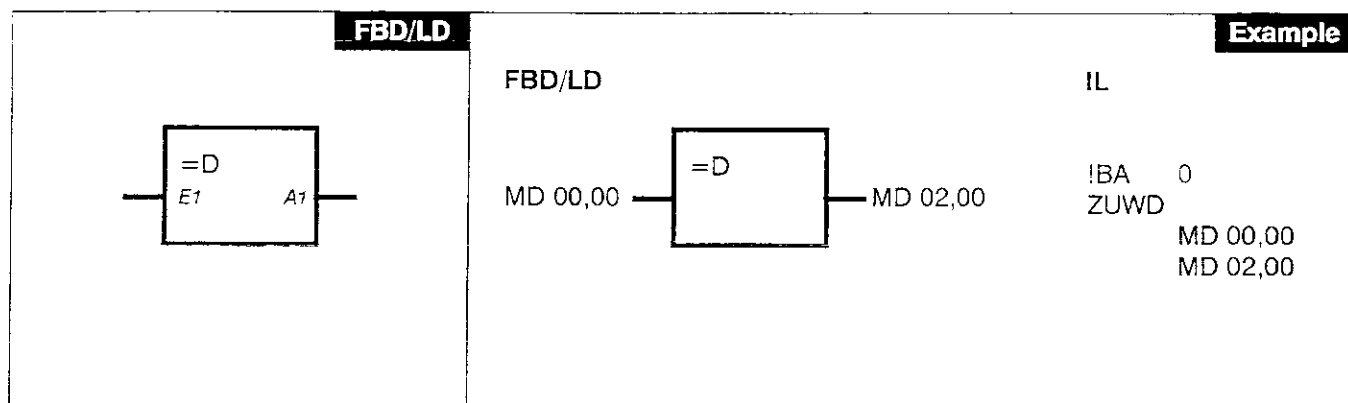 FBD/LD
=D
E1 A1
Example
FBD/LD
=D
MD 00,00 MD 02,00
IL
!BA 0
ZUWD
MD 00,00
MD 02,00